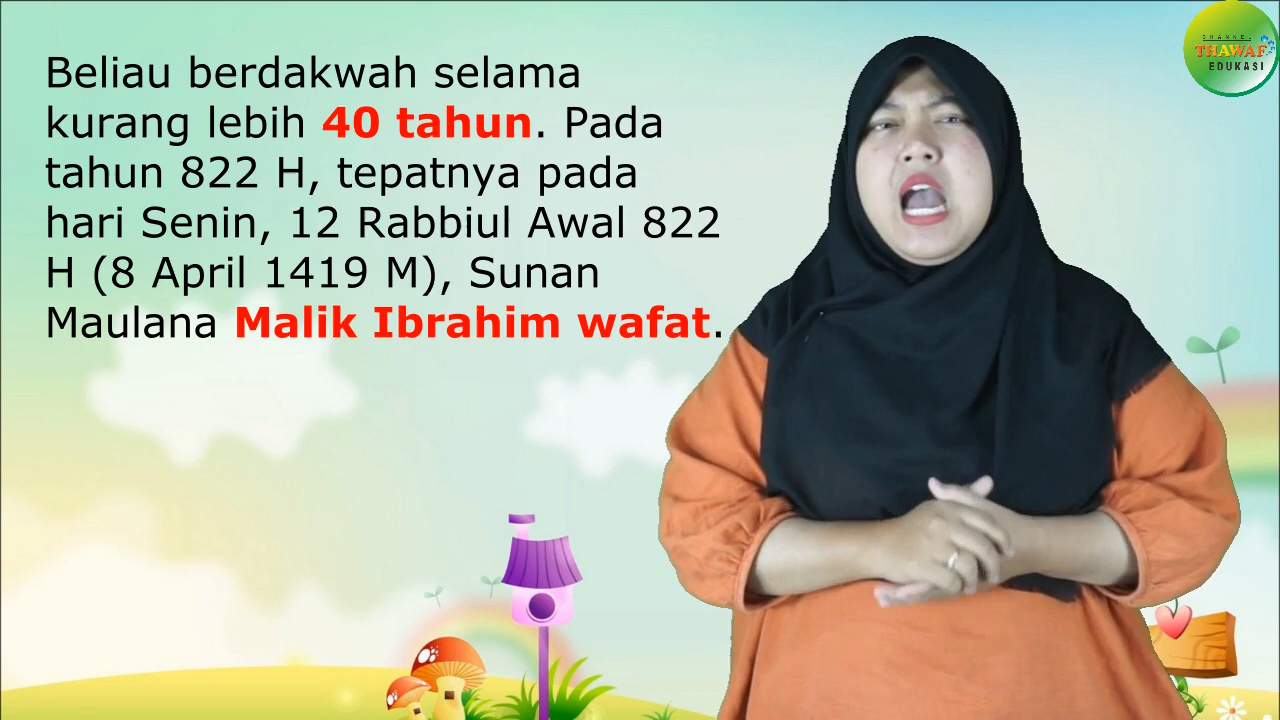 Beliau berdakwah selama
kurang lebih 40 tahun. Pada
tahun 822 H, tepatnya pada
hari Senin, 12 Rabbiul Awal 822
H (8 April 1419 M), Sunan
Maulana Malik Ibrahim wafat.
CHANNEL
THAWAF
EDUKASI